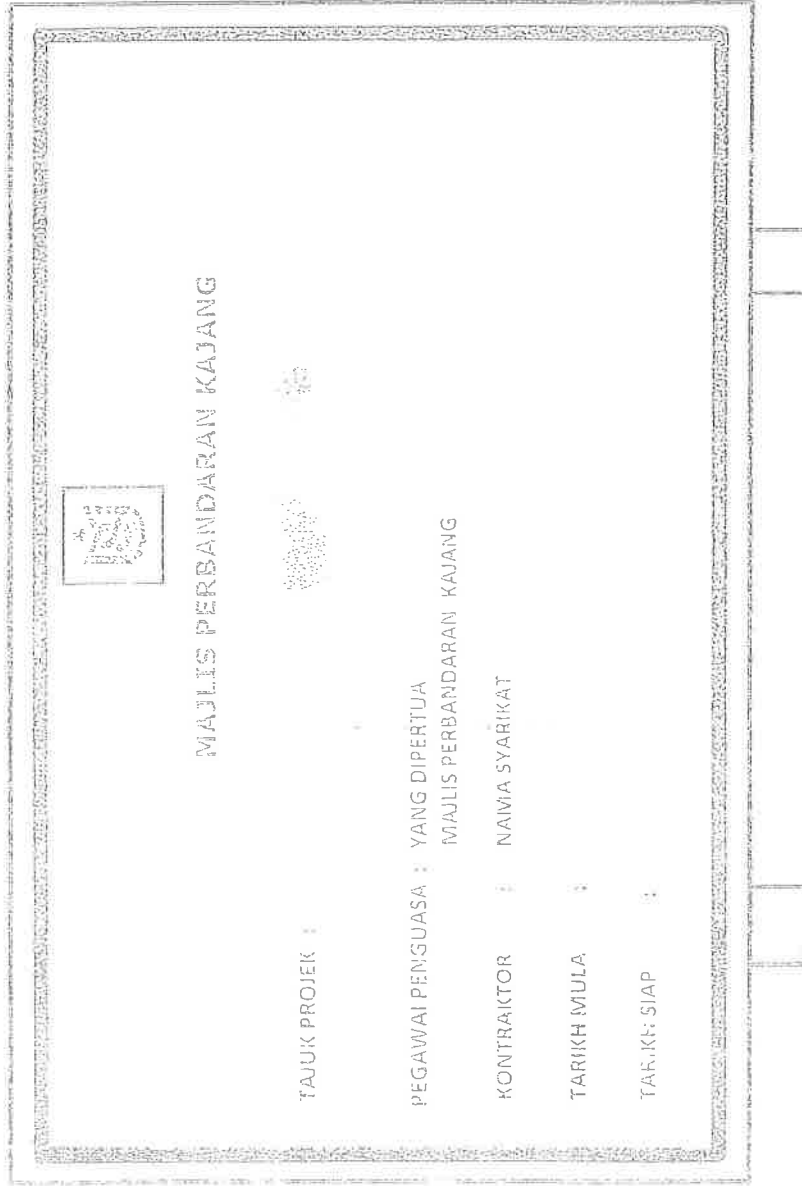 MAJLIS PERBANDARAN KAJANG
TAJUK PROJEK :
PEGAWAI PENGUASA : YANG DIPERTUA
MAJLIS PERBANDARAN KAJANG
KONTRAKTOR : NAMA SYARIKAT
TARIKH MULA :
TARIKH SIAP :